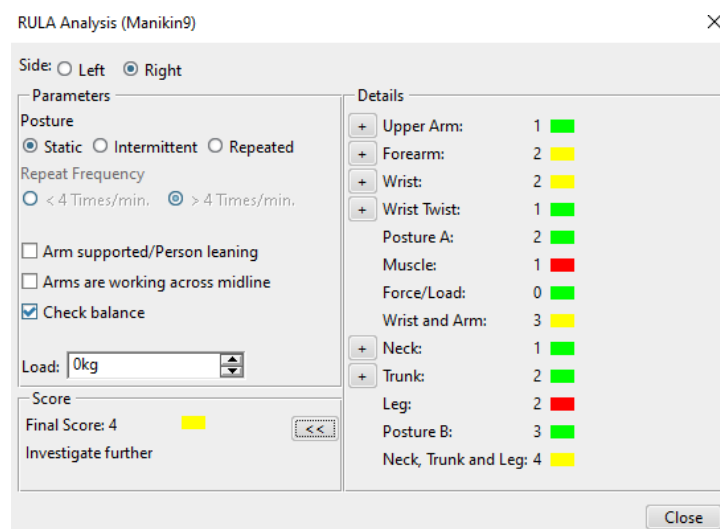 RULA Analysis (Manikin9)
Side: Left Right
Parameters
Posture
Static Intermittent Repeated
Repeat Frequency
< 4 Times/min. > 4 Times/min.
Arm supported/Person leaning
Arms are working across midline
Check balance
Load: 0kg
Score
Final Score: 4
<<
Investigate further
Details
+ Upper Arm: 1
+ Forearm: 2
+ Wrist: 2
+ Wrist Twist: 1
Posture A: 2
Muscle: 1
Force/Load: 0
Wrist and Arm: 3
+ Neck: 1
+ Trunk: 2
Leg: 2
Posture B: 3
Neck, Trunk and Leg: 4
Close